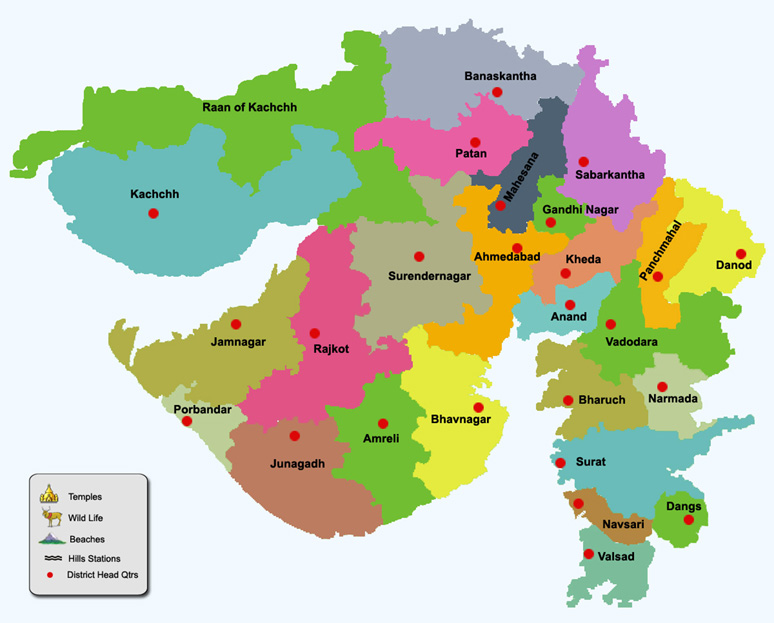 Banaskantha
Raan of Kachchh
Patan
Mahesana
Sabarkantha
Kachchh
Gandhi Nagar
Ahmedabad
Kheda
Panchmahal
Danod
Surendernagar
Anand
Jamnagar
Rajkot
Vadodara
Porbandar
Bharuch
Narmada
Bhavnagar
Amreli
Junagadh
Surat
Dangs
Navsari
Valsad
Temples
Wild Life
Beaches
Hills Stations
District Head Qtrs